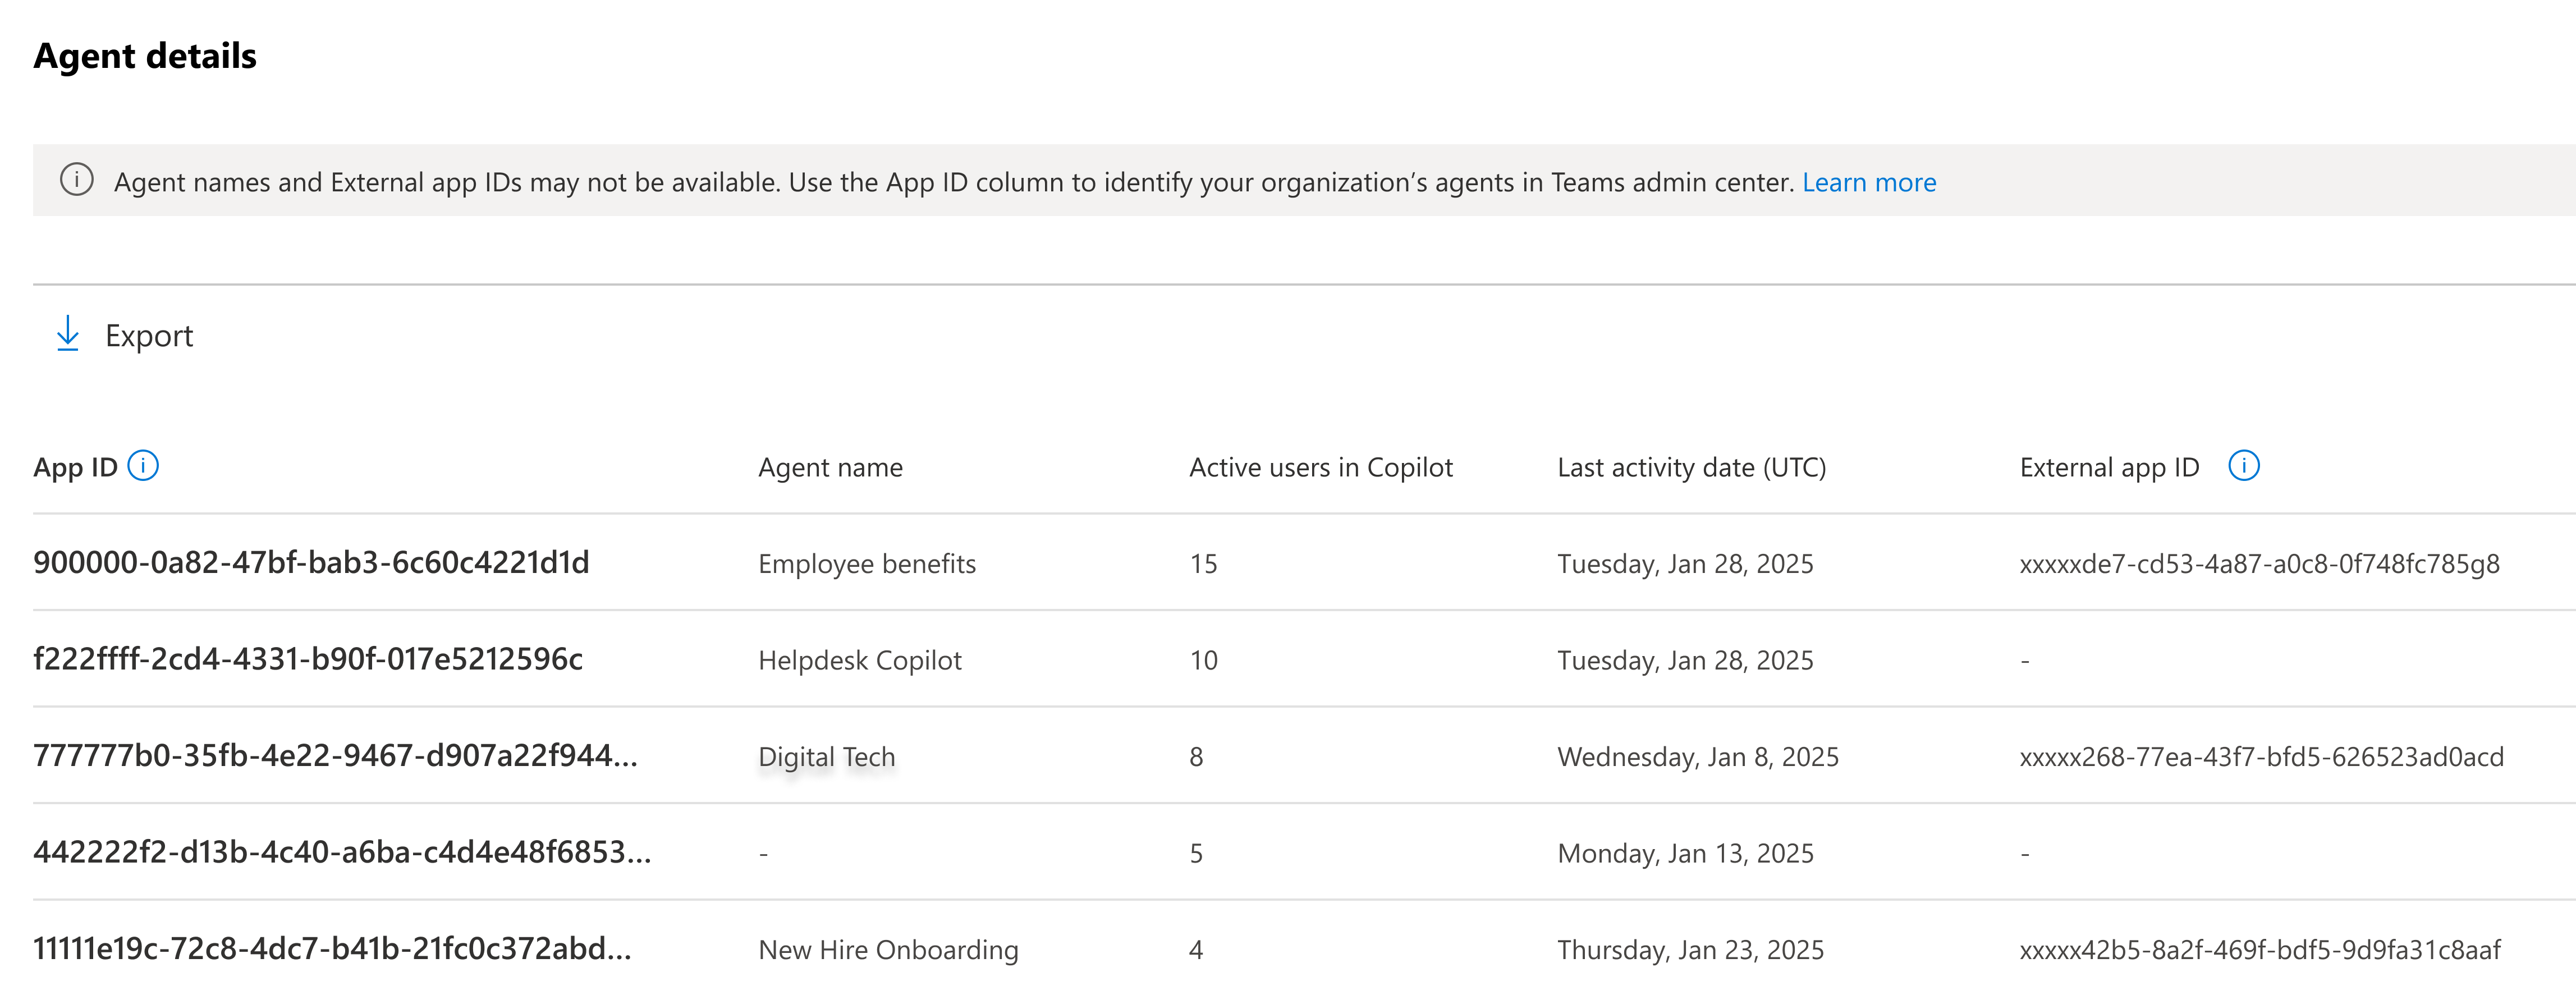 Agent details
Agent names and External app IDs may not be available. Use the App ID column to identify your organization’s agents in Teams admin center. Learn more
Export
App ID Agent name Active users in Copilot Last activity date (UTC) External app ID
900000-0a82-47bf-bab3-6c60c4221d1d Employee benefits 15 Tuesday, Jan 28, 2025 xxxxxde7-cd53-4a87-a0c8-0f748fc785g8
f222ffff-2cd4-4331-b90f-017e5212596c Helpdesk Copilot 10 Tuesday, Jan 28, 2025 -
777777b0-35fb-4e22-9467-d907a22f944... Digital Tech 8 Wednesday, Jan 8, 2025 xxxxx268-77ea-43f7-bfd5-626523ad0acd
442222f2-d13b-4c40-a6ba-c4d4e48f6853... - 5 Monday, Jan 13, 2025 -
11111e19c-72c8-4dc7-b41b-21fc0c372abd... New Hire Onboarding 4 Thursday, Jan 23, 2025 xxxxx42b5-8a2f-469f-bdf5-9d9fa31c8aaf